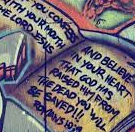 YOU CONFESS
WITH YOUR MOUTH
THE LORD JESUS
AND BELIEVE
IN YOUR HEART
THAT GOD HAS
RAISED HIM FROM
THE DEAD YOU WILL
BE SAVED!!!
ROMANS 10:9